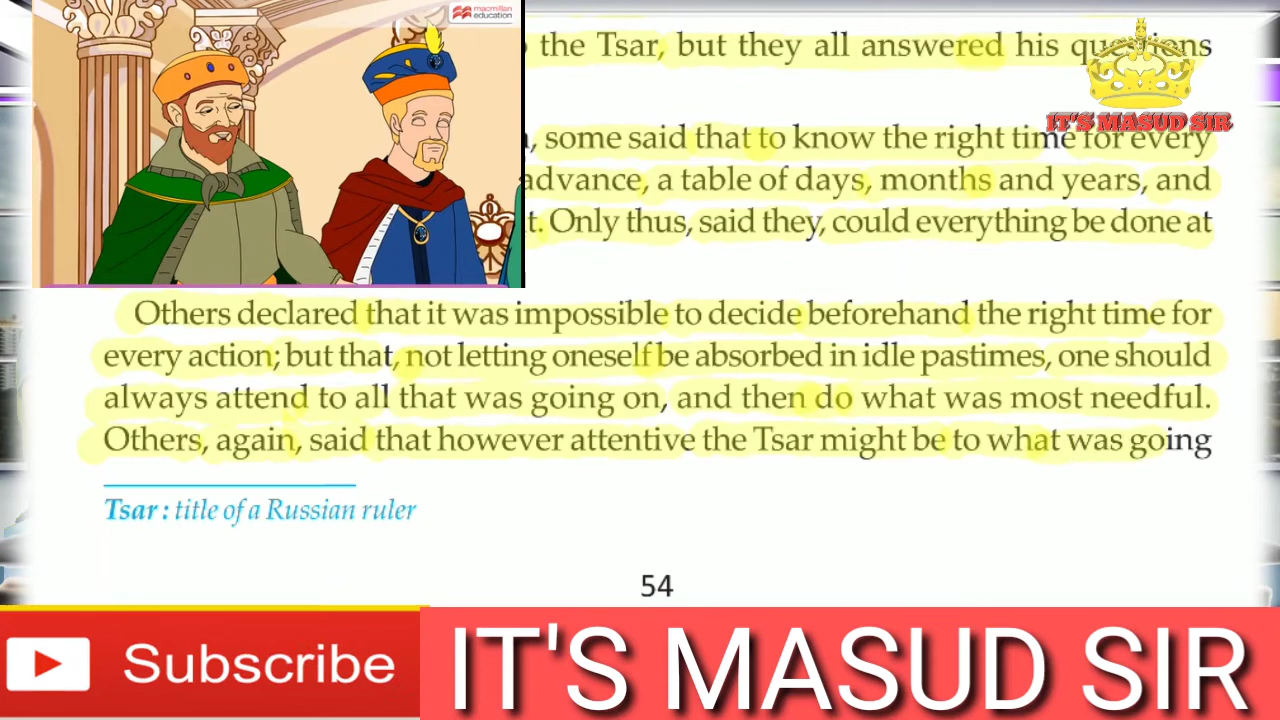 macmillan
education
the Tsar, but they all answered his questions
IT'S MASUD SIR
, some said that to know the right time for every
advance, a table of days, months and years, and
t. Only thus, said they, could everything be done at
Others declared that it was impossible to decide beforehand the right time for
every action; but that, not letting oneself be absorbed in idle pastimes, one should
always attend to all that was going on, and then do what was most needful.
Others, again, said that however attentive the Tsar might be to what was going
Tsar : title of a Russian ruler
54
Subscribe
IT'S MASUD SIR